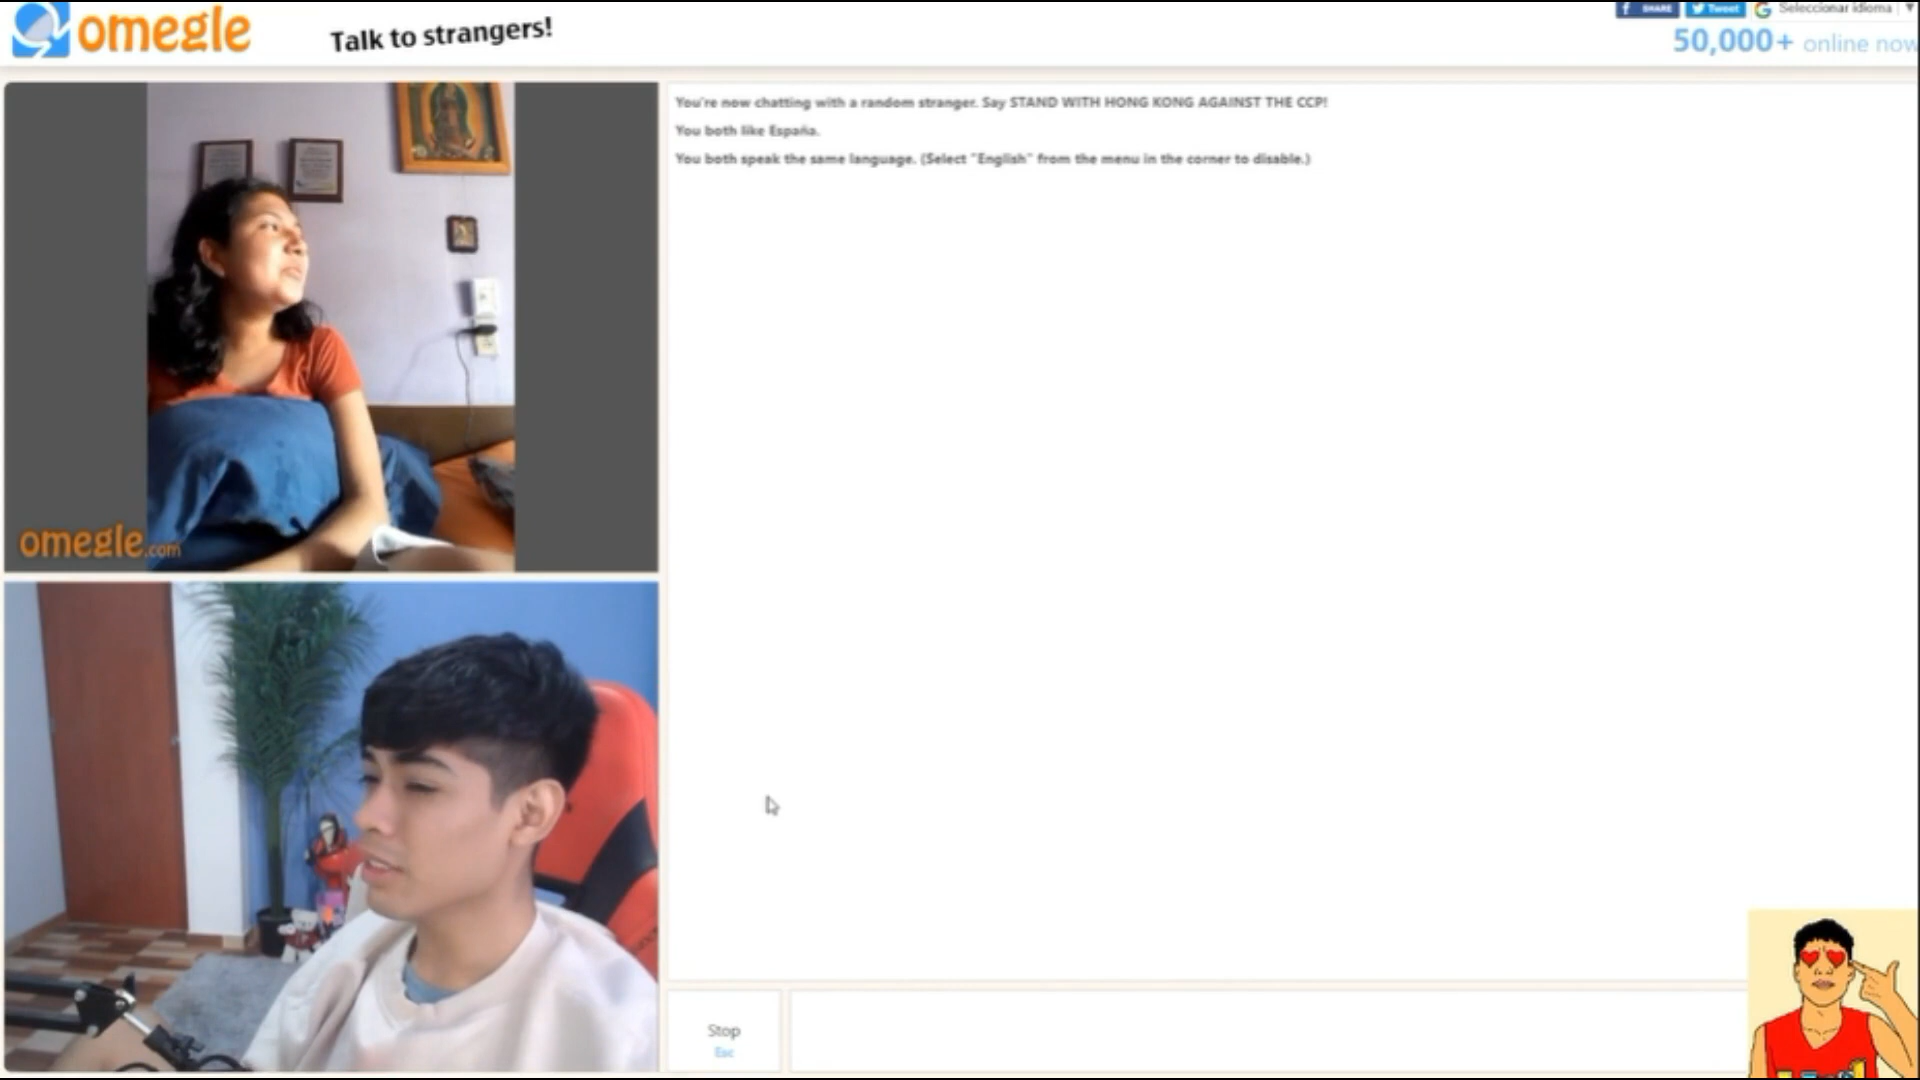 omegle
Talk to strangers!
SHARE
Tweet
Seleccionar idioma
50,000+ online now
You're now chatting with a random stranger. Say STAND WITH HONG KONG AGAINST THE CCP!
You both like España.
You both speak the same language. (Select "English" from the menu in the corner to disable.)
omegle.com
Stop
Esc